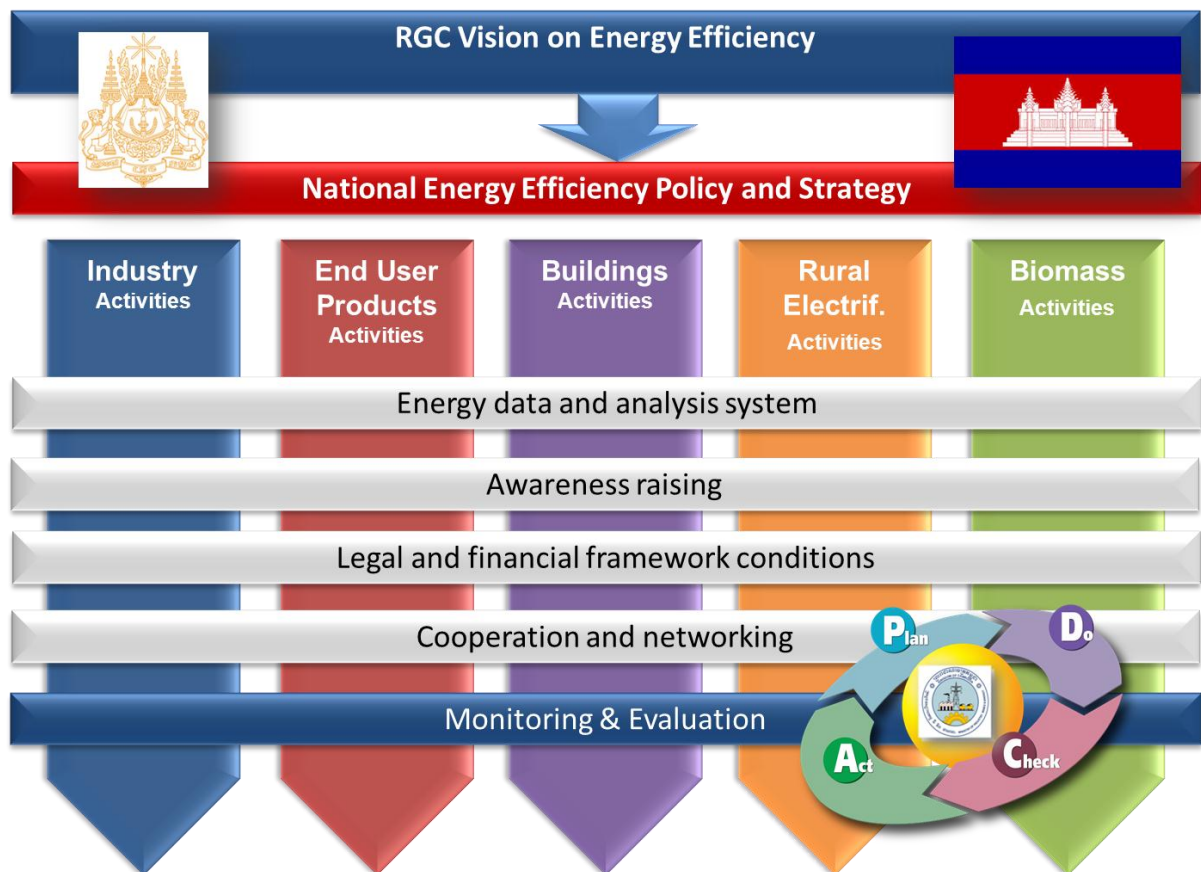 RGC Vision on Energy Efficiency
National Energy Efficiency Policy and Strategy
Industry
Activities
End User
Products
Activities
Buildings
Activities
Rural
Electrif.
Activities
Biomass
Activities
Energy data and analysis system
Awareness raising
Legal and financial framework conditions
Cooperation and networking
Monitoring & Evaluation
Plan
Do
Check
Act